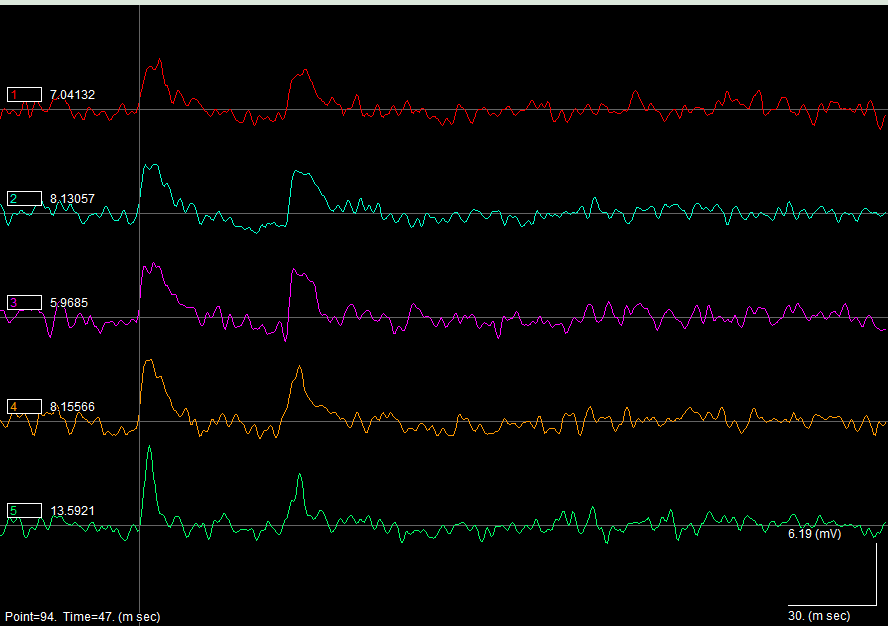 1 7.04132
2 8.13057
3 5.9685
4 8.15566
5 13.5921
6.19 (mV)
30. (m sec)
Point=94. Time=47. (m sec)